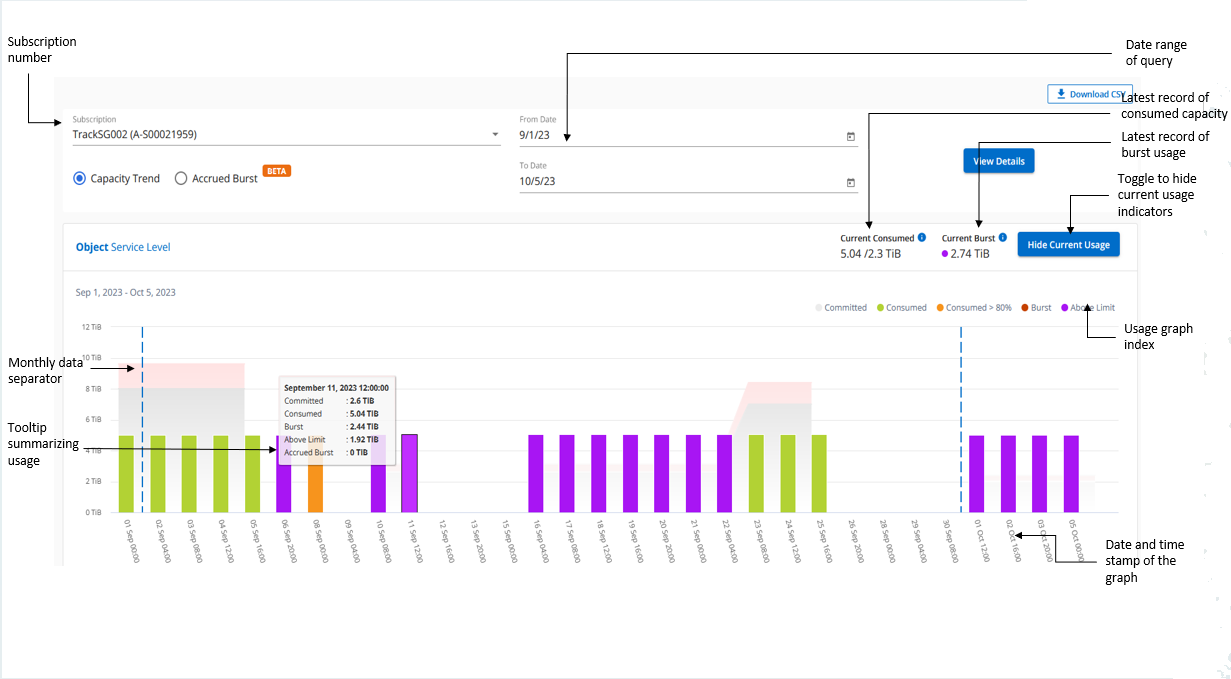 Subscription
number
Date range
of query
Download CSV
Latest record of
consumed capacity
Subscription
TrackSG002 (A-S00021959)
From Date
9/1/23
Latest record of
burst usage
View Details
To Date
10/5/23
Capacity Trend
Accrued Burst
BETA
Toggle to hide
current usage
indicators
Object Service Level
Current Consumed
5.04 /2.3 TiB
Current Burst
2.74 TiB
Hide Current Usage
Sep 1, 2023 - Oct 5, 2023
Committed
Consumed
Consumed > 80%
Burst
Above Limit
Usage graph
index
12 TiB
10 TiB
8 TiB
6 TiB
4 TiB
2 TiB
0 TiB
Monthly data
separator
Tooltip
summarizing
usage
September 11, 2023 12:00:00
Committed : 2.6 TIB
Consumed : 5.04 TIB
Burst : 2.44 TIB
Above Limit : 1.92 TIB
Accrued Burst : 0 TIB
01 Sep 00:00
02 Sep 04:00
03 Sep 08:00
04 Sep 12:00
05 Sep 16:00
06 Sep 20:00
08 Sep 00:00
09 Sep 04:00
10 Sep 08:00
11 Sep 12:00
12 Sep 16:00
13 Sep 20:00
15 Sep 00:00
16 Sep 04:00
17 Sep 08:00
18 Sep 12:00
19 Sep 16:00
20 Sep 20:00
21 Sep 00:00
22 Sep 04:00
23 Sep 08:00
24 Sep 12:00
25 Sep 16:00
26 Sep 20:00
28 Sep 00:00
29 Sep 04:00
30 Sep 08:00
01 Oct 12:00
02 Oct 16:00
03 Oct 20:00
05 Oct 00:00
Date and time
stamp of the
graph